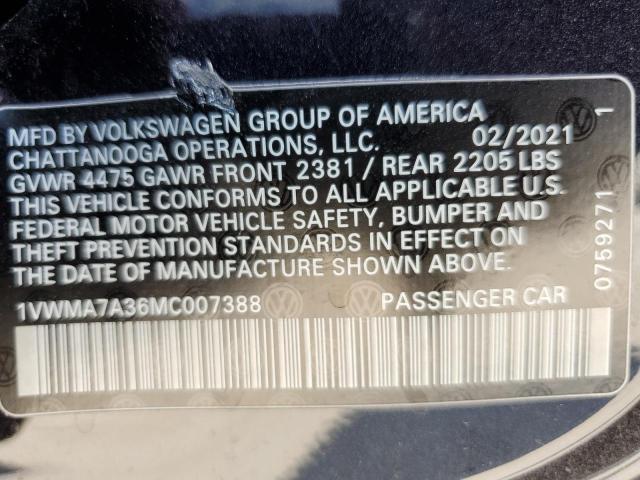 MFD BY VOLKSWAGEN GROUP OF AMERICA
CHATTANOOGA OPERATIONS, LLC. 02/2021 1
GVWR 4475 GAWR FRONT 2381 / REAR 2205 LBS
THIS VEHICLE CONFORMS TO ALL APPLICABLE U.S.
FEDERAL MOTOR VEHICLE SAFETY, BUMPER AND
THEFT PREVENTION STANDARDS IN EFFECT ON
THE DATE OF MANUFACTURE SHOWN ABOVE.
1VWMA7A36MC007388 PASSENGER CAR
0759271